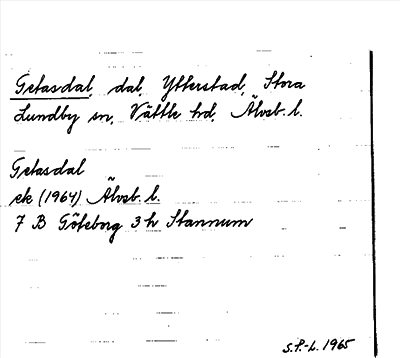 Getasdal, dal, Ytterstad, Stora
Lundby sn, Vättle hd, Älvsb. l.
Getasdal
ek (1964) Älvsb. l.
7 B Göteborg 3 h Stannum
S.P.-L. 1965